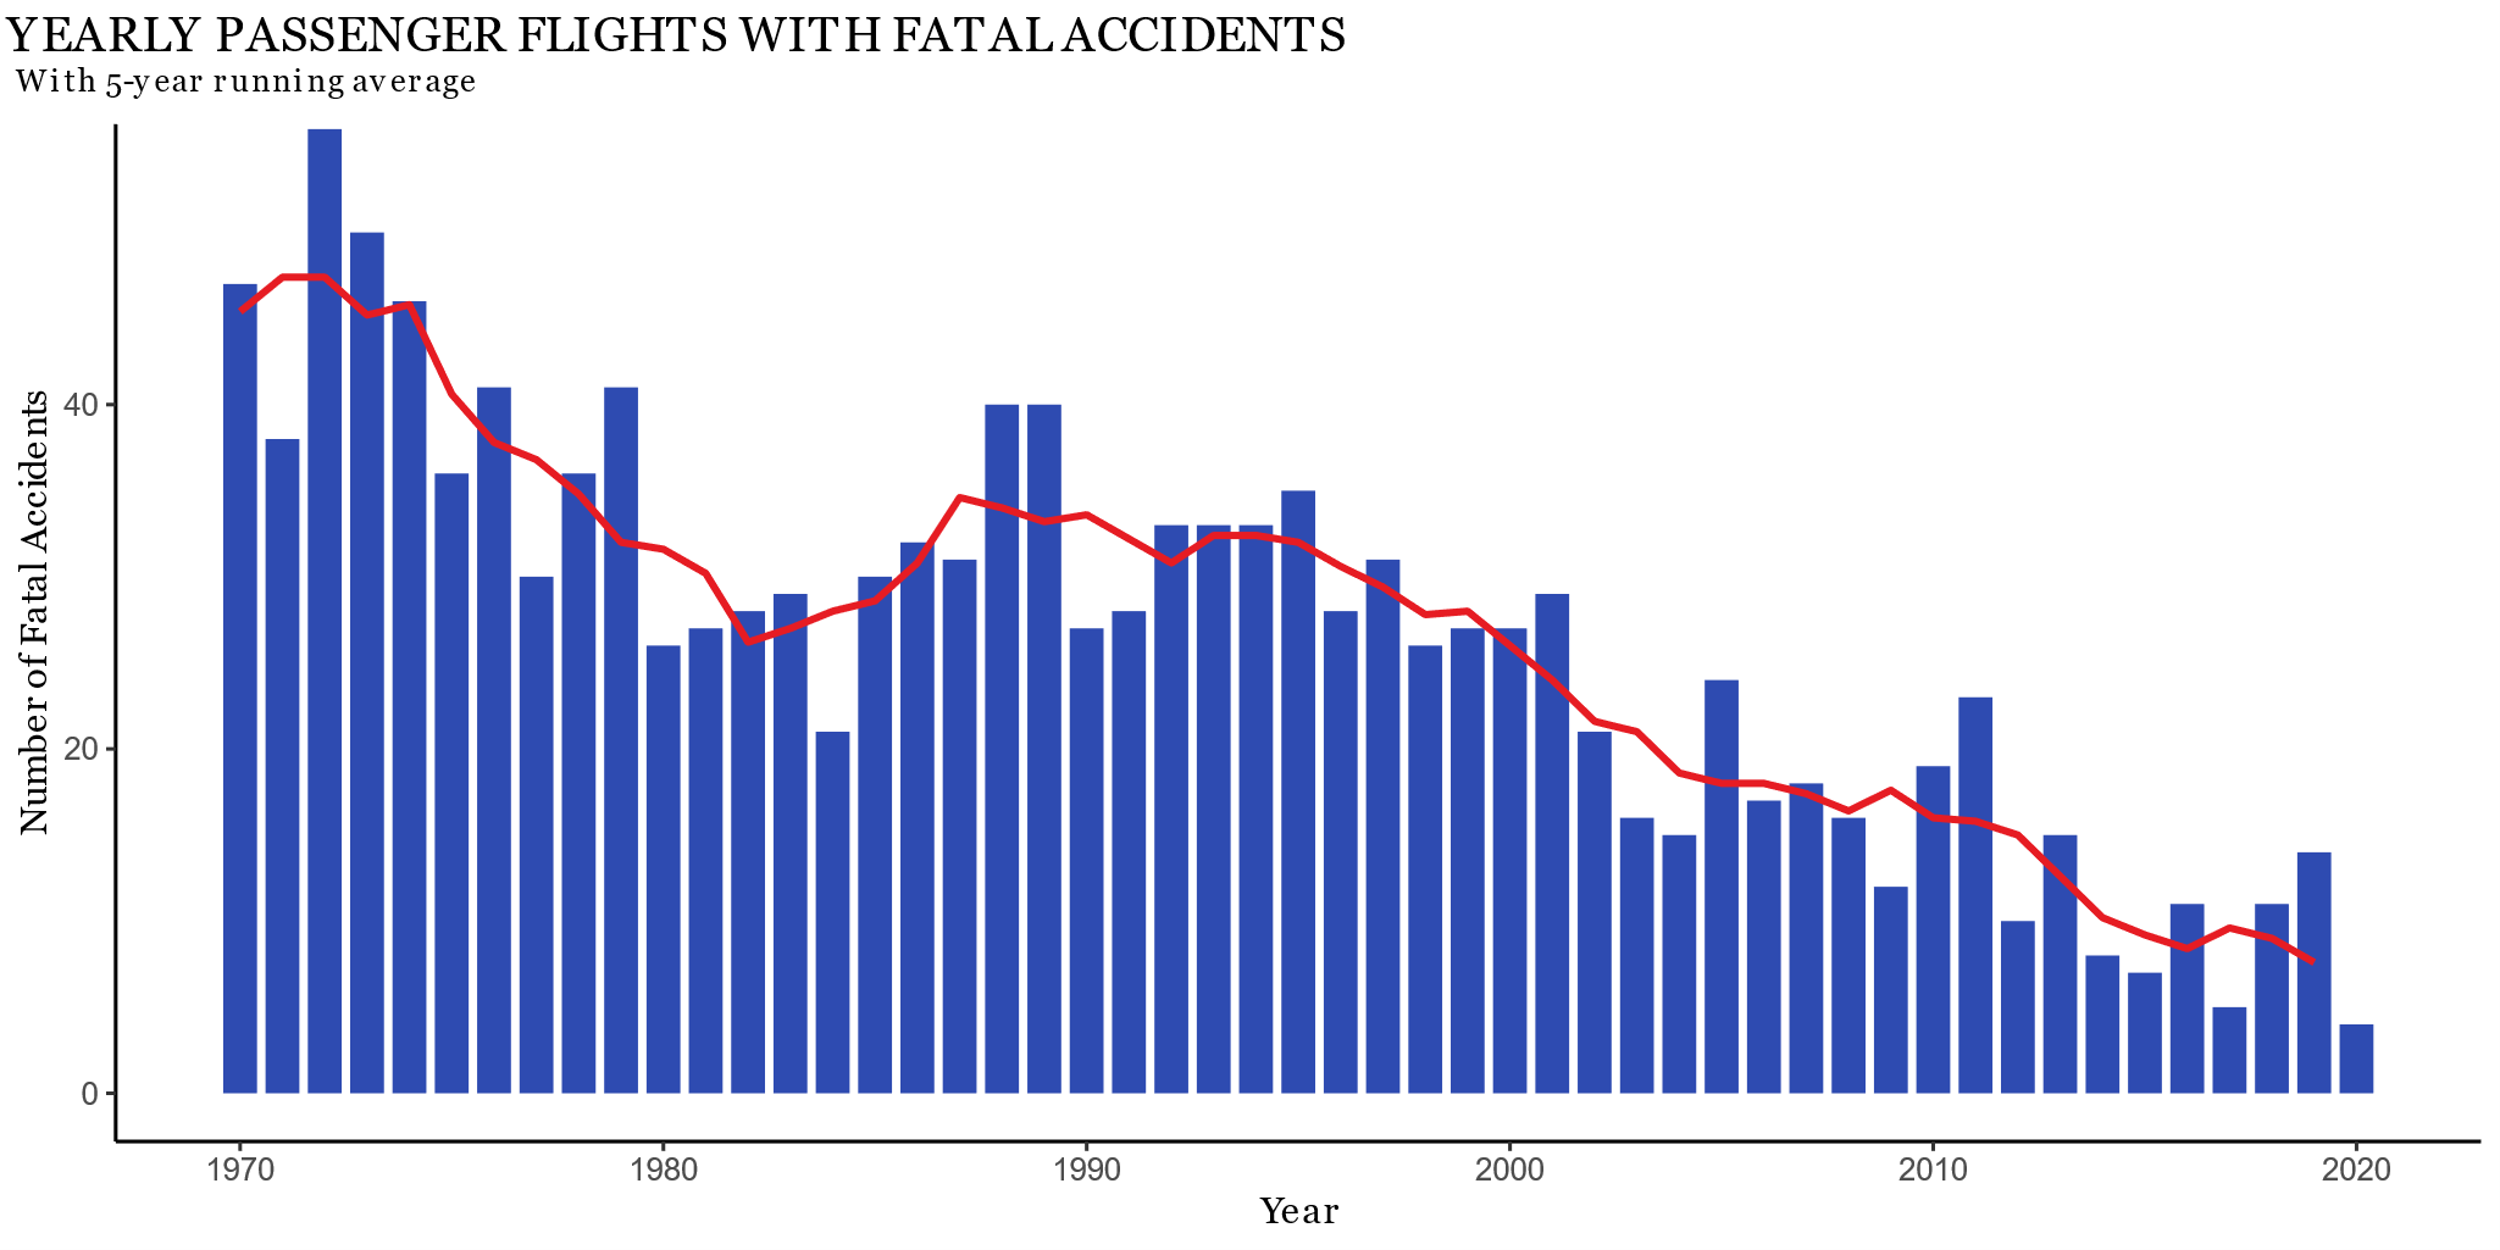 YEARLY PASSENGER FLIGHTS WITH FATAL ACCIDENTS
With 5-year running average
Number of Fatal Accidents
40
20
0
1970 1980 1990 2000 2010 2020
Year